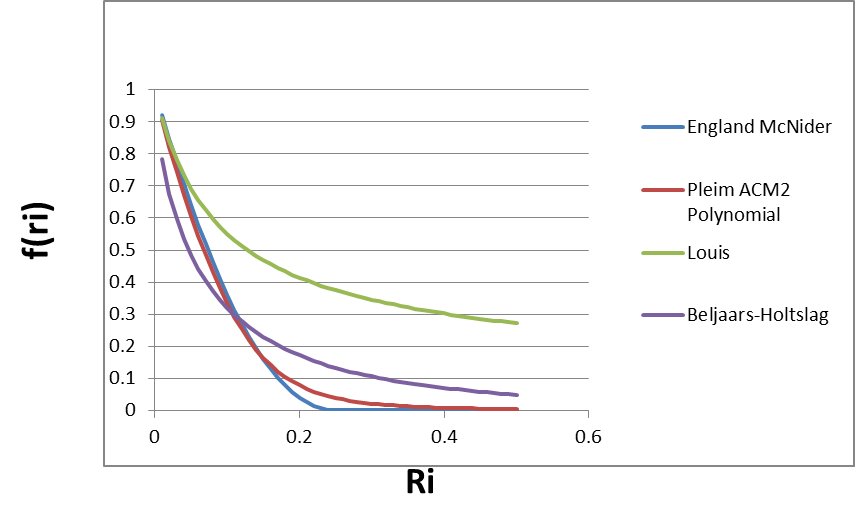 f(ri)
1
0.9
0.8
0.7
0.6
0.5
0.4
0.3
0.2
0.1
0
0
0.2
0.4
0.6
Ri
England McNider
Pleim ACM2
Polynomial
Louis
Beljaars-Holtslag